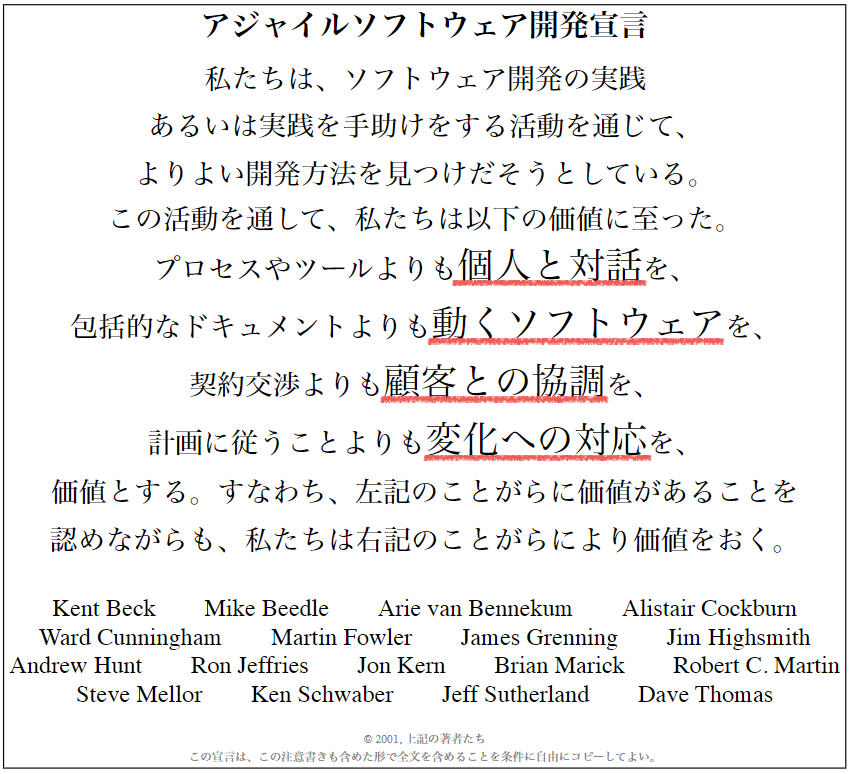 アジャイルソフトウェア開発宣言
私たちは、ソフトウェア開発の実践
あるいは実践を手助けをする活動を通じて、
よりよい開発方法を見つけだそうとしている。
この活動を通して、私たちは以下の価値に至った。
プロセスやツールよりも個人と対話を、
包括的なドキュメントよりも動くソフトウェアを、
契約交渉よりも顧客との協調を、
計画に従うことよりも変化への対応を、
価値とする。すなわち、左記のことがらに価値があることを
認めながらも、私たちは右記のことがらにより価値をおく。
Kent Beck Mike Beedle Arie van Bennekum Alistair Cockburn
Ward Cunningham Martin Fowler James Grenning Jim Highsmith
Andrew Hunt Ron Jeffries Jon Kern Brian Marick Robert C. Martin
Steve Mellor Ken Schwaber Jeff Sutherland Dave Thomas
© 2001, 上記の著者たち
この宣言は、この注意書きも含めた形で全文を含めることを条件に自由にコピーしてよい。